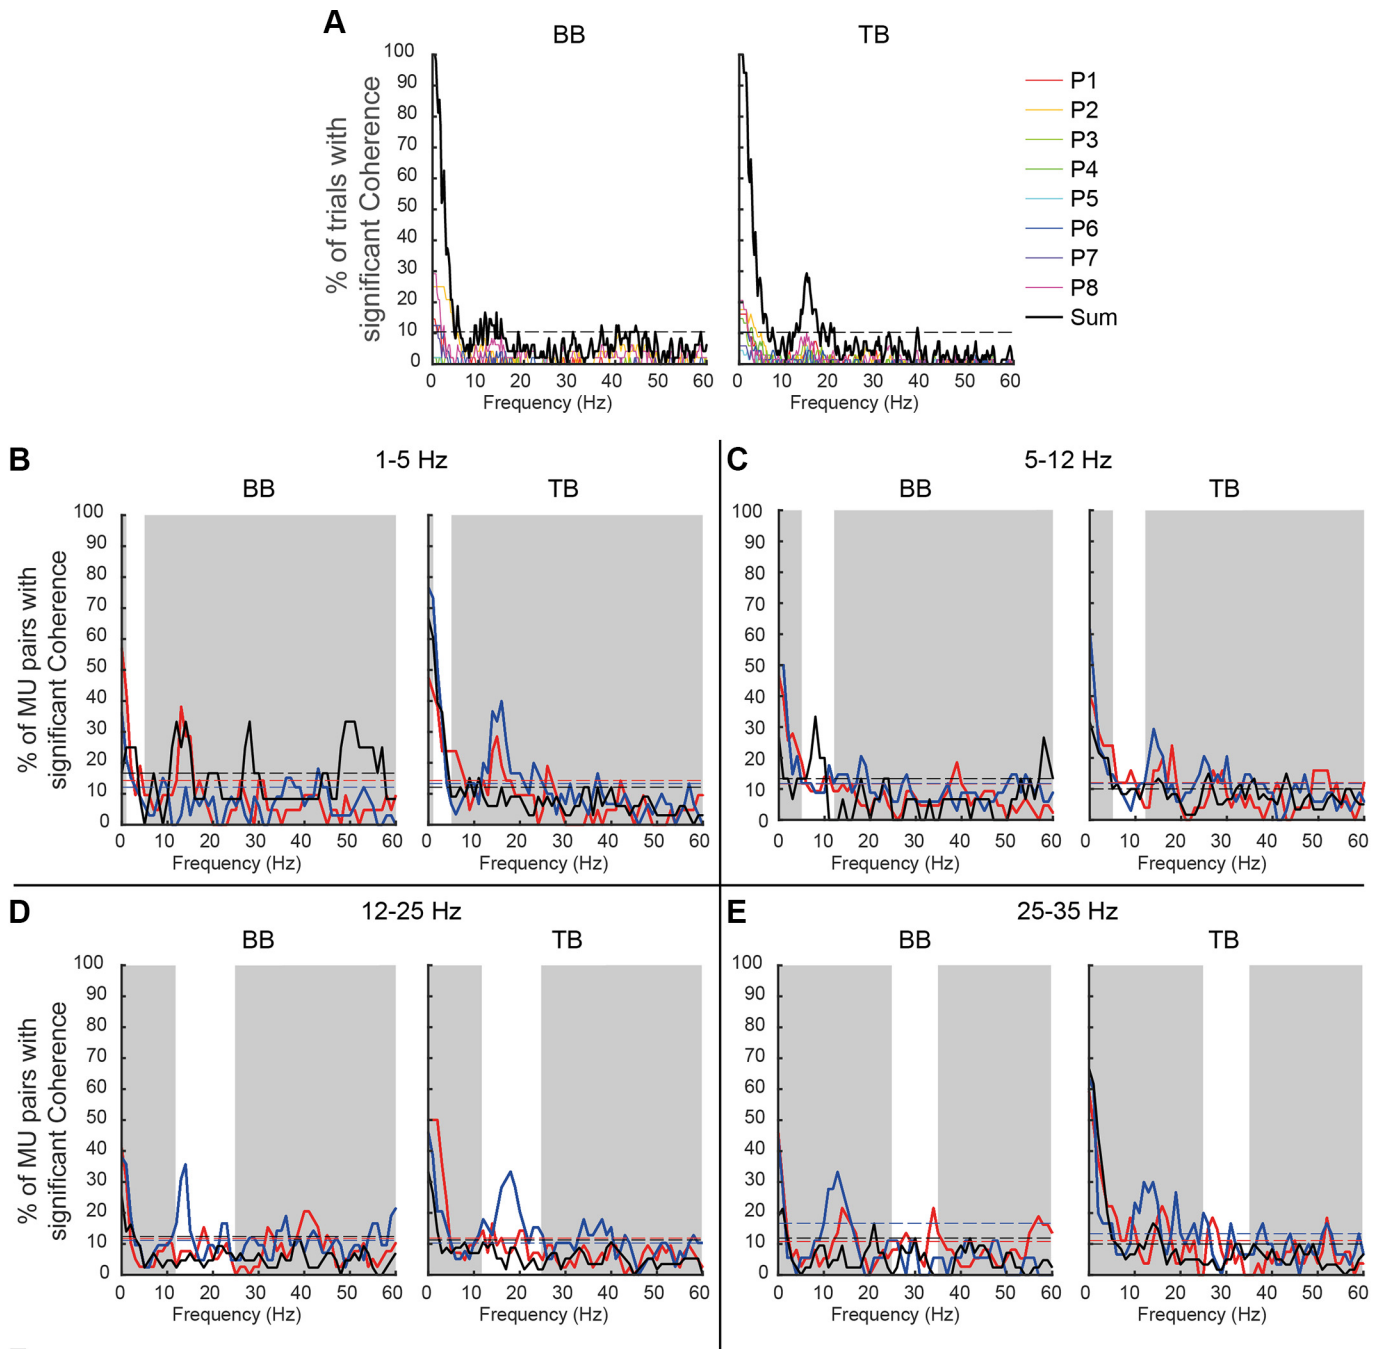 A
BB
TB
% of trials with
significant Coherence
100
90
80
70
60
50
40
30
20
10
0
0 10 20 30 40 50 60
Frequency (Hz)
0 10 20 30 40 50 60
Frequency (Hz)
P1
P2
P3
P4
P5
P6
P7
P8
Sum
B
1-5 Hz
BB
TB
% of MU pairs with
significant Coherence
100
90
80
70
60
50
40
30
20
10
0
0 10 20 30 40 50 60
Frequency (Hz)
0 10 20 30 40 50 60
Frequency (Hz)
C
5-12 Hz
BB
TB
100
90
80
70
60
50
40
30
20
10
0
0 10 20 30 40 50 60
Frequency (Hz)
0 10 20 30 40 50 60
Frequency (Hz)
D
12-25 Hz
BB
TB
% of MU pairs with
significant Coherence
100
90
80
70
60
50
40
30
20
10
0
0 10 20 30 40 50 60
Frequency (Hz)
0 10 20 30 40 50 60
Frequency (Hz)
E
25-35 Hz
BB
TB
100
90
80
70
60
50
40
30
20
10
0
0 10 20 30 40 50 60
Frequency (Hz)
0 10 20 30 40 50 60
Frequency (Hz)